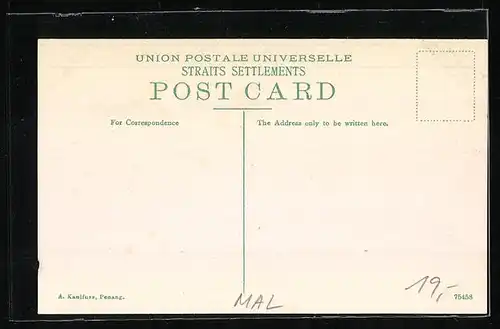 UNION POSTALE UNIVERSELLE
STRAITS SETTLEMENTS
POST CARD
For Correspondence
The Address only to be written here.
A. Kaulfuss, Penang.
MAL
19,-
75458